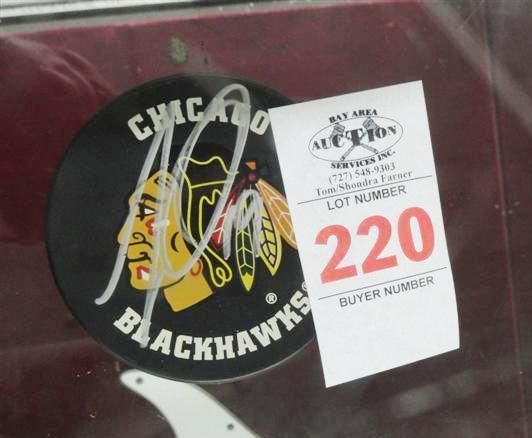 CHICAGO
BLACKHAWKS
®
BAY AREA
AUCTION
SERVICES INC.
(727) 548-9303
Tom/Shondra Farner
LOT NUMBER
220
BUYER NUMBER